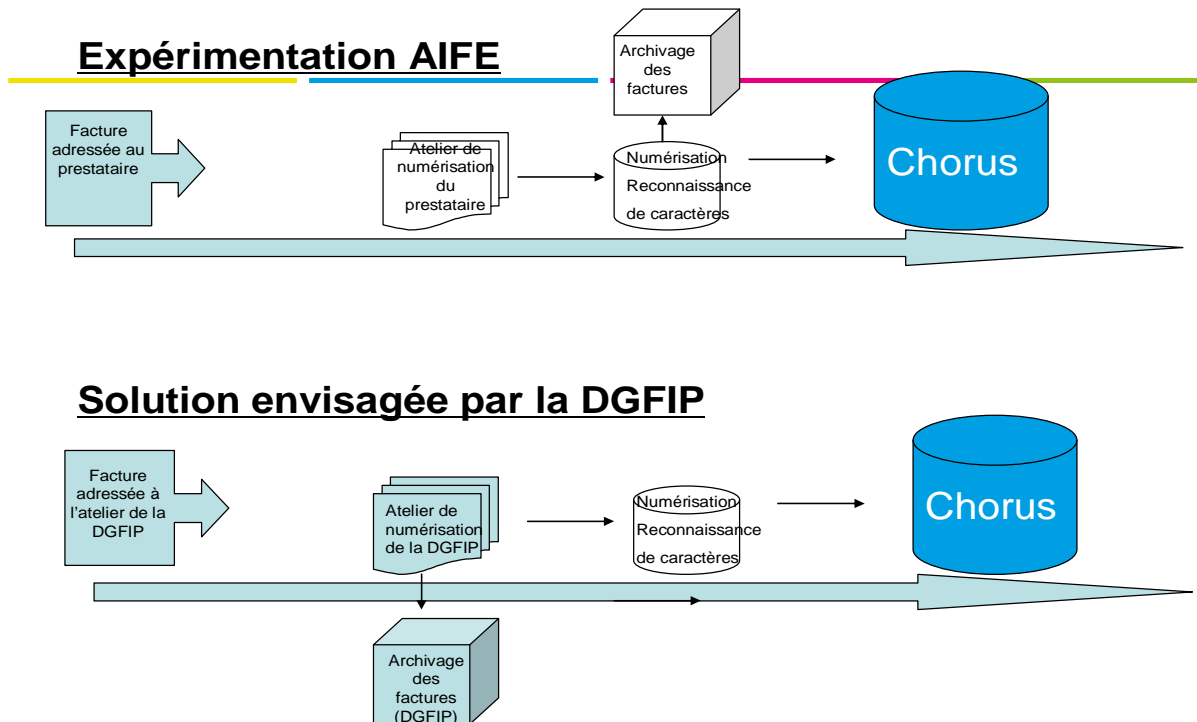 Expérimentation AIFE
Archivage
des
factures
Facture
adressée au
prestataire
Atelier de
numérisation
du
prestataire
Numérisation
Reconnaissance
de caractères
Chorus
Solution envisagée par la DGFIP
Facture
adressée à
l'atelier de la
DGFIP
Atelier de
numérisation
de la DGFIP
Numérisation
Reconnaissance
de caractères
Chorus
Archivage
des
factures
(DGFIP)